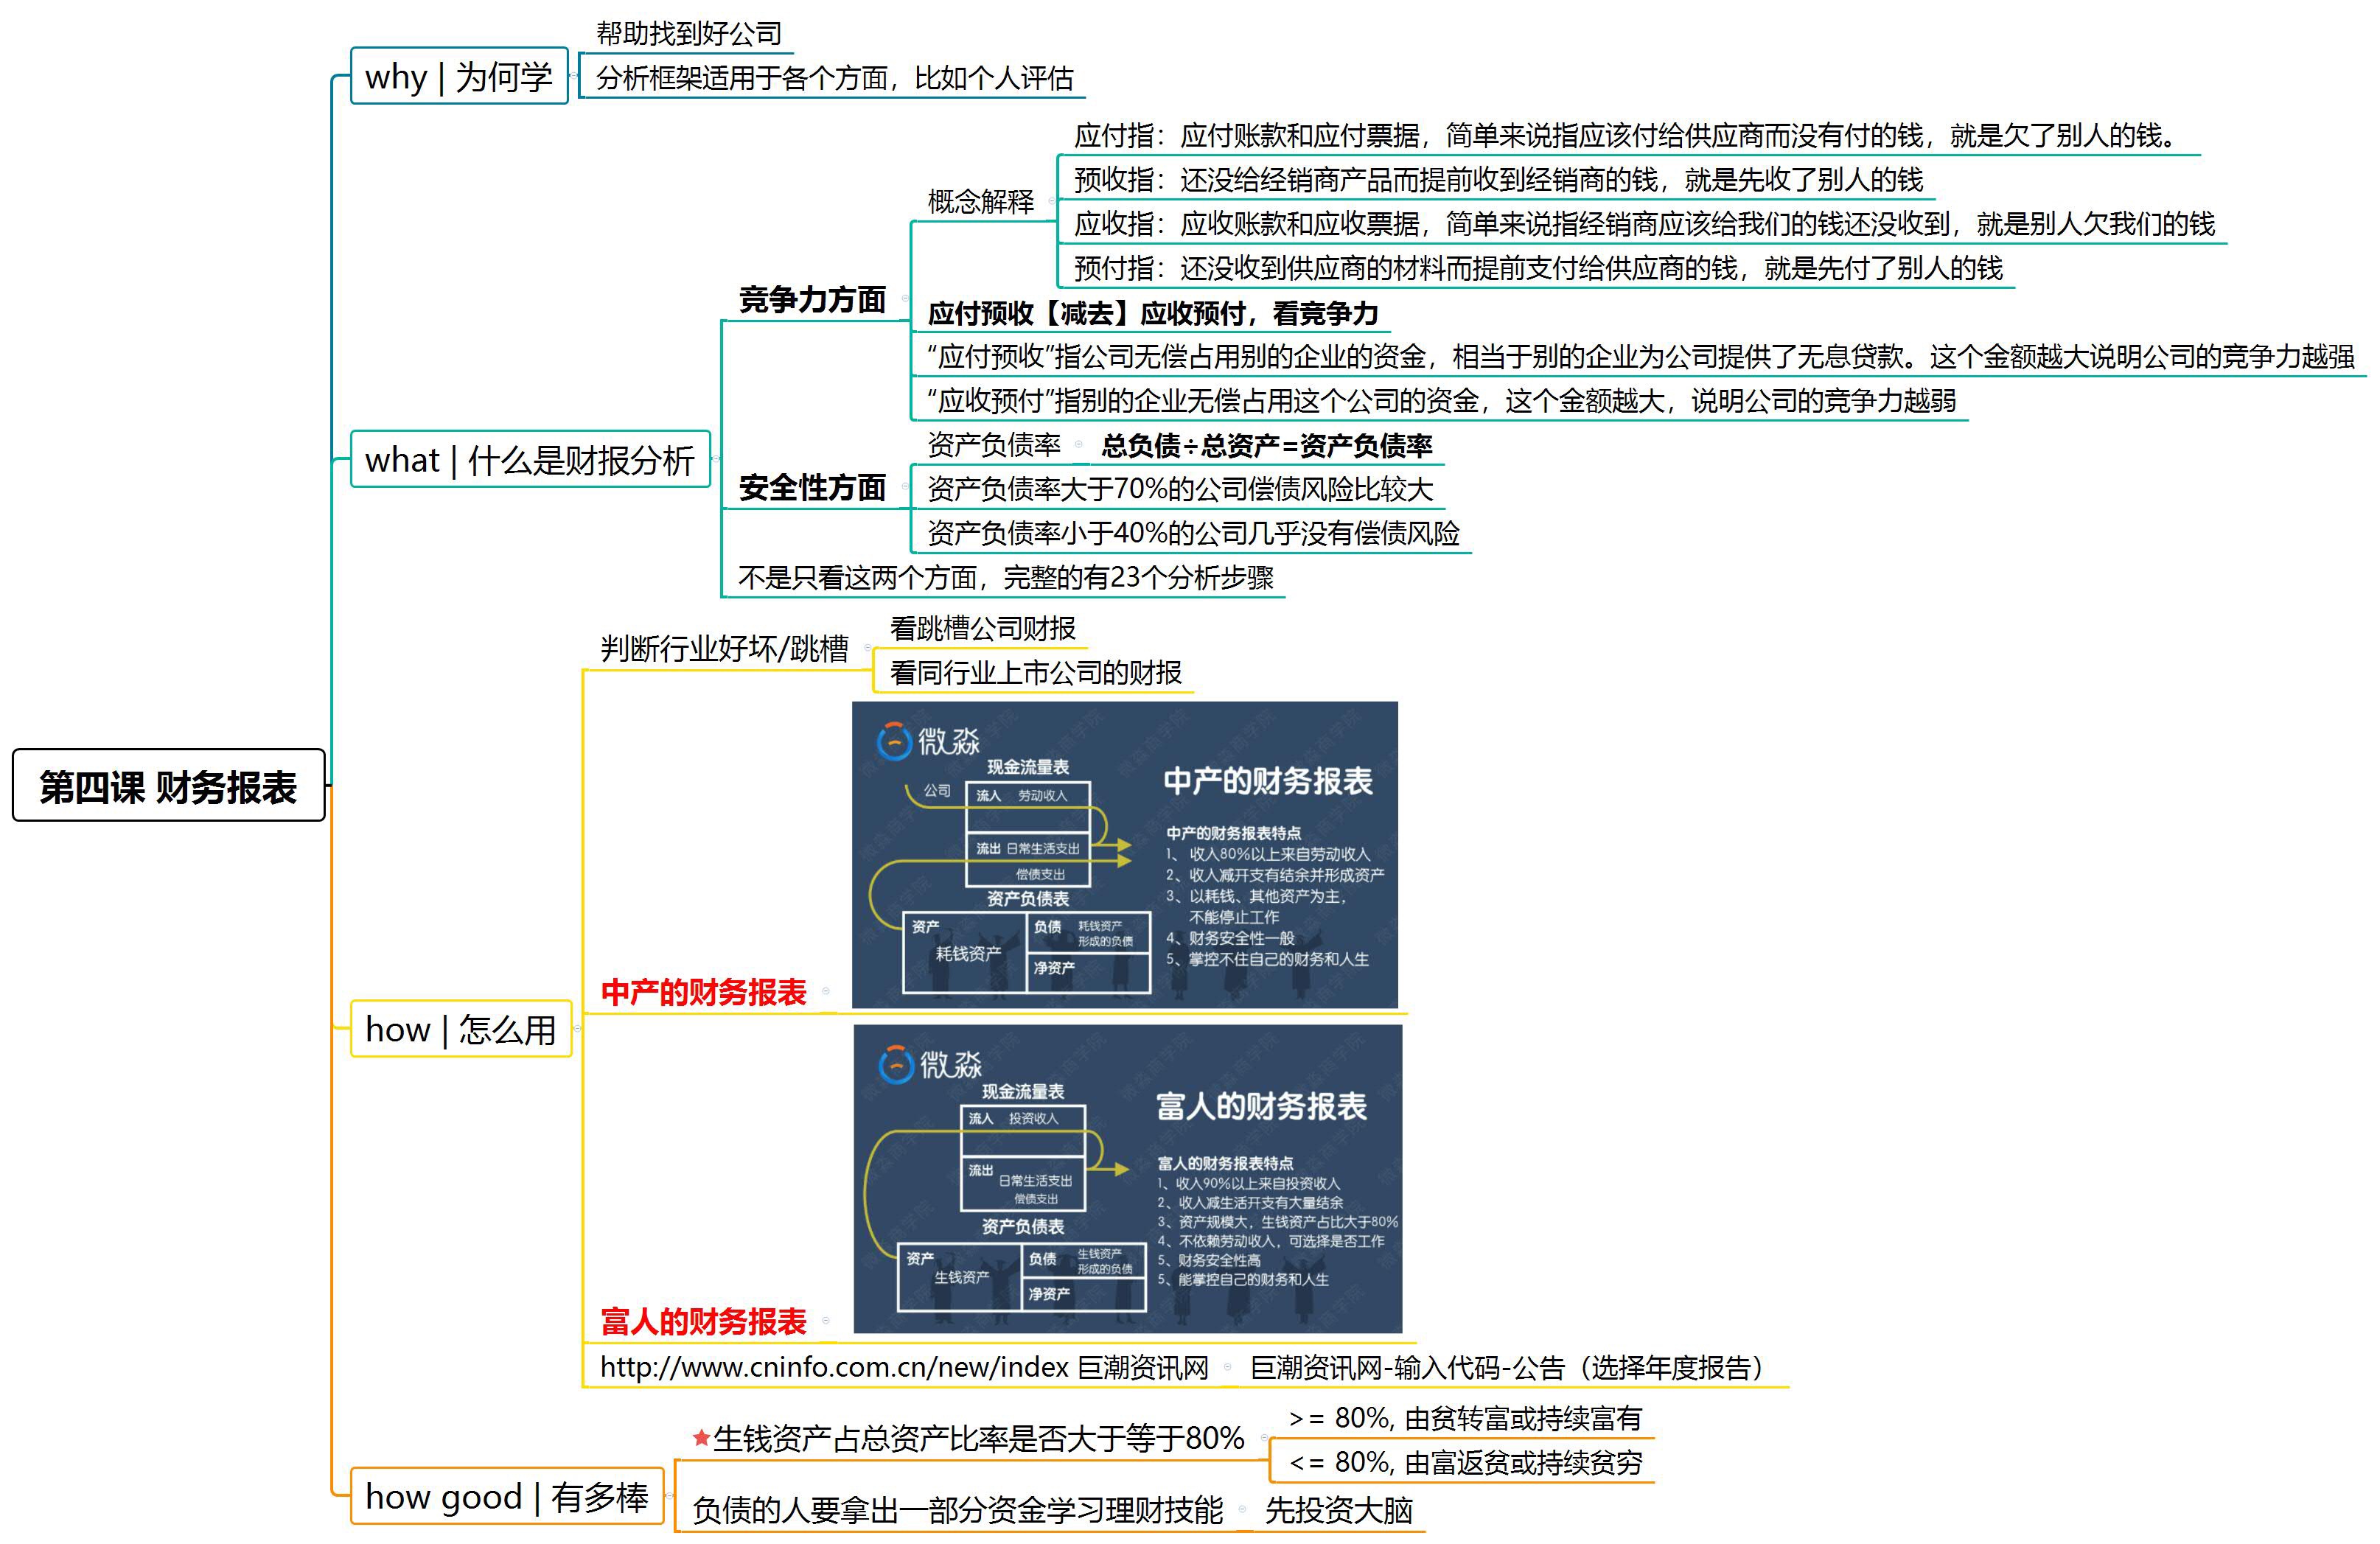 第四课 财务报表
why | 为何学
帮助找到好公司
分析框架适用于各个方面，比如个人评估
what | 什么是财报分析
竞争力方面
概念解释
应付指：应付账款和应付票据，简单来说指应该付给供应商而没有付的钱，就是欠了别人的钱。
预收指：还没给经销商产品而提前收到经销商的钱，就是先收了别人的钱
应收指：应收账款和应收票据，简单来说指经销商应该给我们的钱还没收到，就是别人欠我们的钱
预付指：还没收到供应商的材料而提前支付给供应商的钱，就是先付了别人的钱
应付预收【减去】应收预付，看竞争力
“应付预收”指公司无偿占用别的企业的资金，相当于别的企业为公司提供了无息贷款。这个金额越大说明公司的竞争力越强
“应收预付”指别的企业无偿占用这个公司的资金，这个金额越大，说明公司的竞争力越弱
安全性方面
资产负债率
总负债÷总资产=资产负债率
资产负债率大于70%的公司偿债风险比较大
资产负债率小于40%的公司几乎没有偿债风险
不是只看这两个方面，完整的有23个分析步骤
how | 怎么用
判断行业好坏/跳槽
看跳槽公司财报
看同行业上市公司的财报
中产的财务报表
微淼
现金流量表
公司
流入 劳动收入
流出 日常生活支出
偿债支出
资产负债表
资产
耗钱资产
负债 耗钱资产
形成的负债
净资产
中产的财务报表
中产的财务报表特点
1、 收入80%以上来自劳动收入
2、收入减开支有结余并形成资产
3、以耗钱、其他资产为主，
不能停止工作
4、财务安全性一般
5、掌控不住自己的财务和人生
富人的财务报表
微淼
现金流量表
流入 投资收入
流出
日常生活支出
偿债支出
资产负债表
资产
生钱资产
负债 生钱资产
形成的负债
净资产
富人的财务报表
富人的财务报表特点
1、收入90%以上来自投资收入
2、收入减生活开支有大量结余
3、资产规模大，生钱资产占比大于80%
4、不依赖劳动收入，可选择是否工作
5、财务安全性高
5、能掌控自己的财务和人生
http://www.cninfo.com.cn/new/index 巨潮资讯网
巨潮资讯网-输入代码-公告（选择年度报告）
how good | 有多棒
生钱资产占总资产比率是否大于等于80%
>= 80%, 由贫转富或持续富有
<= 80%, 由富返贫或持续贫穷
负债的人要拿出一部分资金学习理财技能
先投资大脑